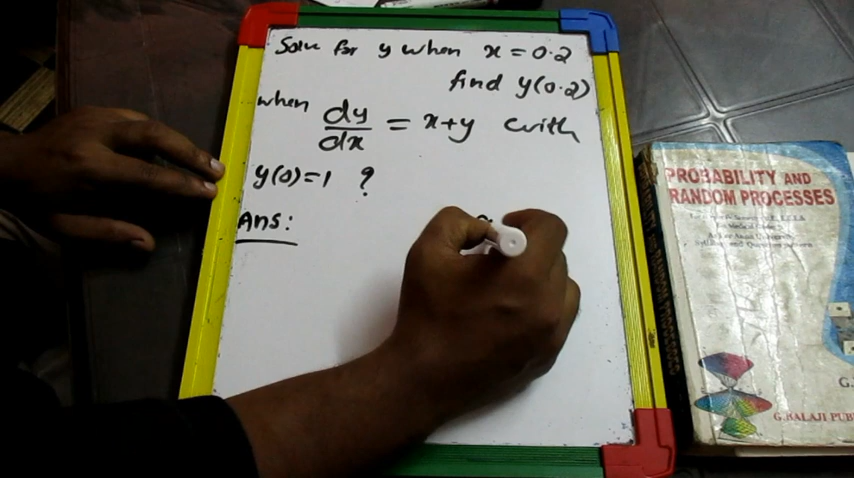 Solve for y when x = 0.2
find y(0.2)
when dy/dx = x+y with
y(0)=1 ?
Ans:
PROBABILITY AND
RANDOM PROCESSES
G. BALAJI PUB